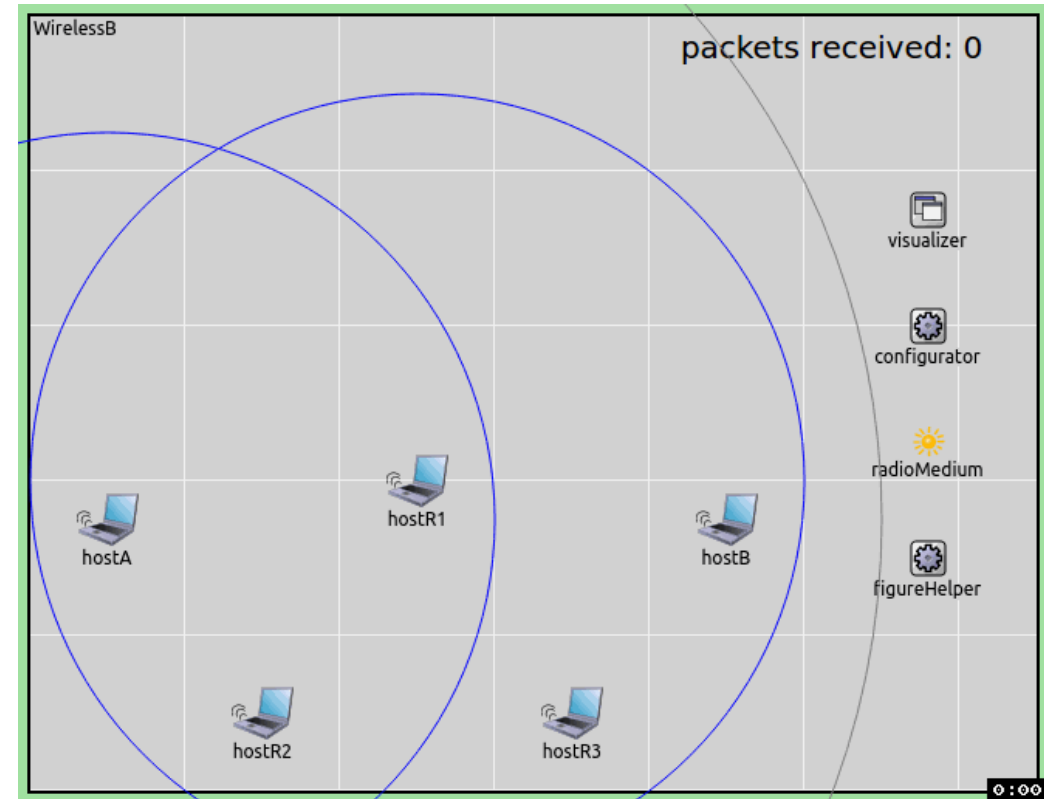 WirelessB
packets received: 0
visualizer
configurator
radioMedium
hostR1
hostA
hostB
figureHelper
hostR2
hostR3
0:00